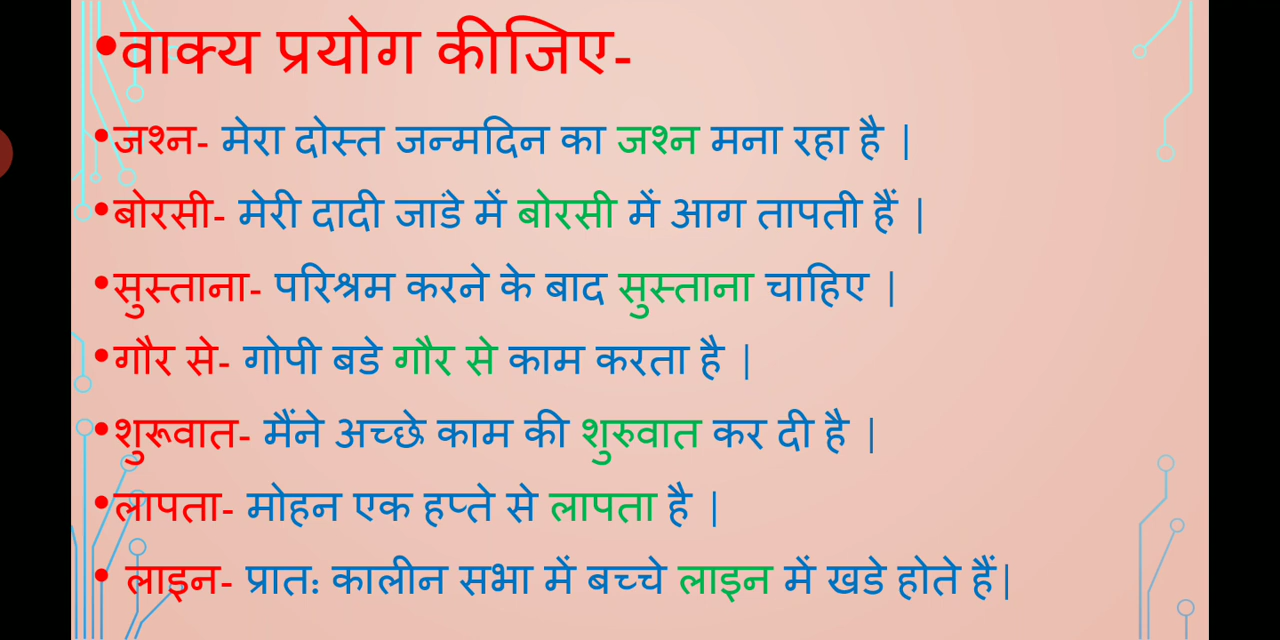 •वाक्य प्रयोग कीजिए-
•जश्न- मेरा दोस्त जन्मदिन का जश्न मना रहा है |
•बोरसी- मेरी दादी जांडे में बोरसी में आग तापती हैं |
•सुस्ताना- परिश्रम करने के बाद सुस्ताना चाहिए |
•गौर से- गोपी बडे गौर से काम करता है |
•शुरूवात- मैंने अच्छे काम की शुरुवात कर दी है |
•लापता- मोहन एक हप्ते से लापता है |
• लाइन- प्रातः कालीन सभा में बच्चे लाइन में खडे होते हैं|